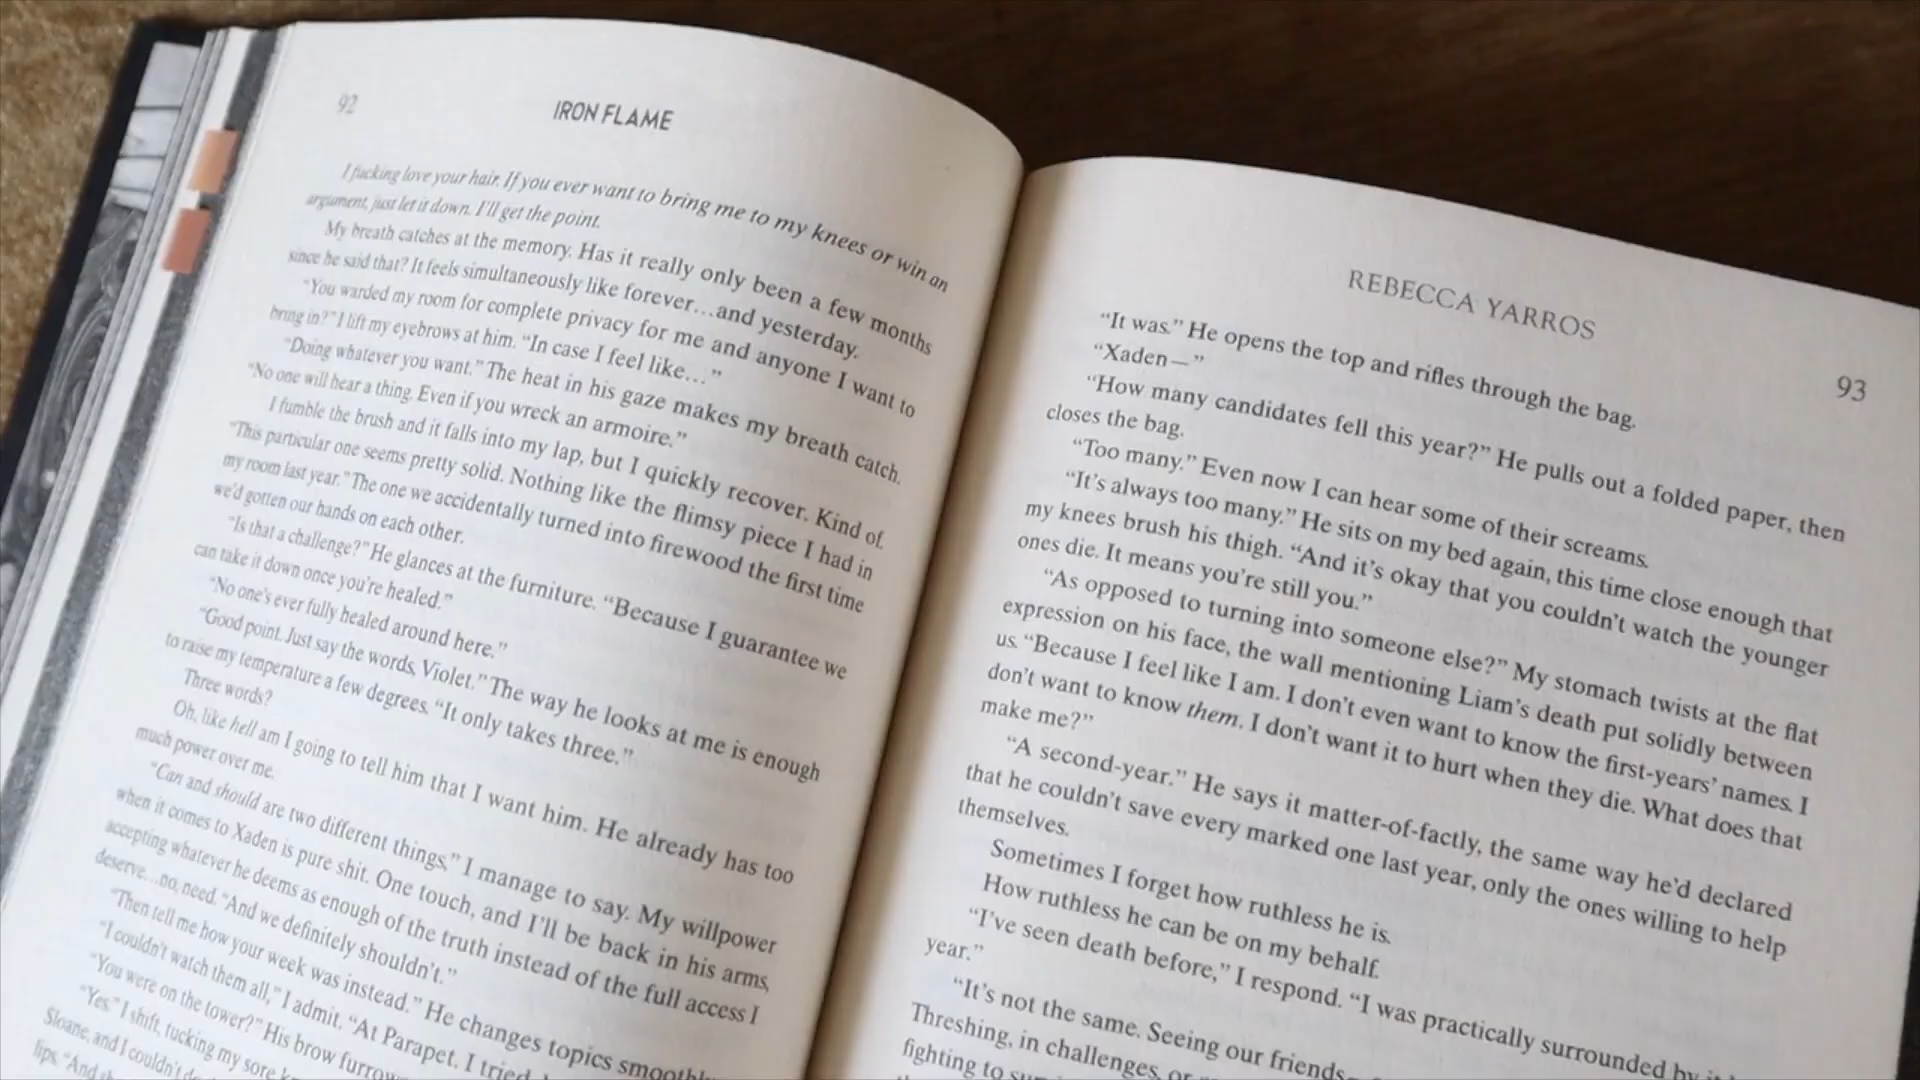 92
IRON FLAME
I fucking love your hair. If you ever want to bring me to my knees or win an
argument, just let it down. I'll get the point.
My breath catches at the memory. Has it really only been a few months
since he said that? It feels simultaneously like forever…and yesterday.
“You warded my room for complete privacy for me and anyone I want to
bring in?” I lift my eyebrows at him. “In case I feel like…”
“Doing whatever you want.” The heat in his gaze makes my breath catch.
“No one will hear a thing. Even if you wreck an armoire.”
I fumble the brush and it falls into my lap, but I quickly recover. Kind of.
“This particular one seems pretty solid. Nothing like the flimsy piece I had in
my room last year.” The one we accidentally turned into firewood the first time
we'd gotten our hands on each other.
“Is that a challenge?” He glances at the furniture. “Because I guarantee we
can take it down once you're healed.”
“No one's ever fully healed around here.”
“Good point. Just say the words, Violet.” The way he looks at me is enough
to raise my temperature a few degrees. “It only takes three.”
Three words?
Oh, like hell am I going to tell him that I want him. He already has too
much power over me.
“Can and should are two different things,” I manage to say. My willpower
when it comes to Xaden is pure shit. One touch, and I'll be back in his arms,
accepting whatever he deems as enough of the truth instead of the full access I
deserve…no, need. “And we definitely shouldn't.”
“Then tell me how your week was instead.” He changes topics smoothly
“I couldn't watch them all,” I admit. “At Parapet. I tried
“You were on the tower?” His brow furrow
“Yes.” I shift, tucking my sore
Sloane, and I couldn't
lips. “And
REBECCA YARROS
93
“It was.” He opens the top and rifles through the bag.
“Xaden—”
“How many candidates fell this year?” He pulls out a folded paper, then
closes the bag.
“Too many.” Even now I can hear some of their screams.
“It's always too many.” He sits on my bed again, this time close enough that
my knees brush his thigh. “And it's okay that you couldn't watch the younger
ones die. It means you're still you.”
“As opposed to turning into someone else?” My stomach twists at the flat
expression on his face, the wall mentioning Liam's death put solidly between
us. “Because I feel like I am. I don't even want to know the first-years' names. I
don't want to know them. I don't want it to hurt when they die. What does that
make me?”
“A second-year.” He says it matter-of-factly, the same way he'd declared
that he couldn't save every marked one last year, only the ones willing to help
themselves.
Sometimes I forget how ruthless he is.
How ruthless he can be on my behalf.
“I've seen death before,” I respond. “I was practically surrounded by it
year.”
“It's not the same. Seeing our friends
Threshing, in challenges, or
fighting to